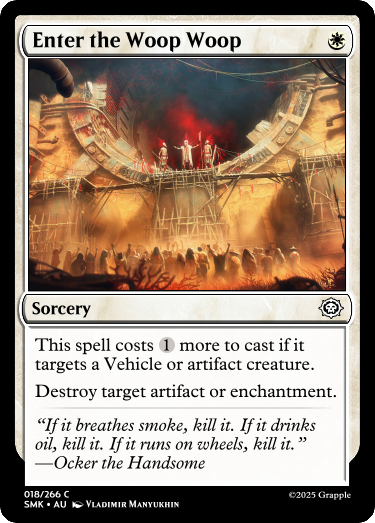 Enter the Woop Woop
Sorcery
This spell costs 1 more to cast if it
targets a Vehicle or artifact creature.
Destroy target artifact or enchantment.
“If it breathes smoke, kill it. If it drinks
oil, kill it. If it runs on wheels, kill it.”
—Ocker the Handsome
018/266 C
SMK • AU Vladimir Manyukhin
©2025 Grapple